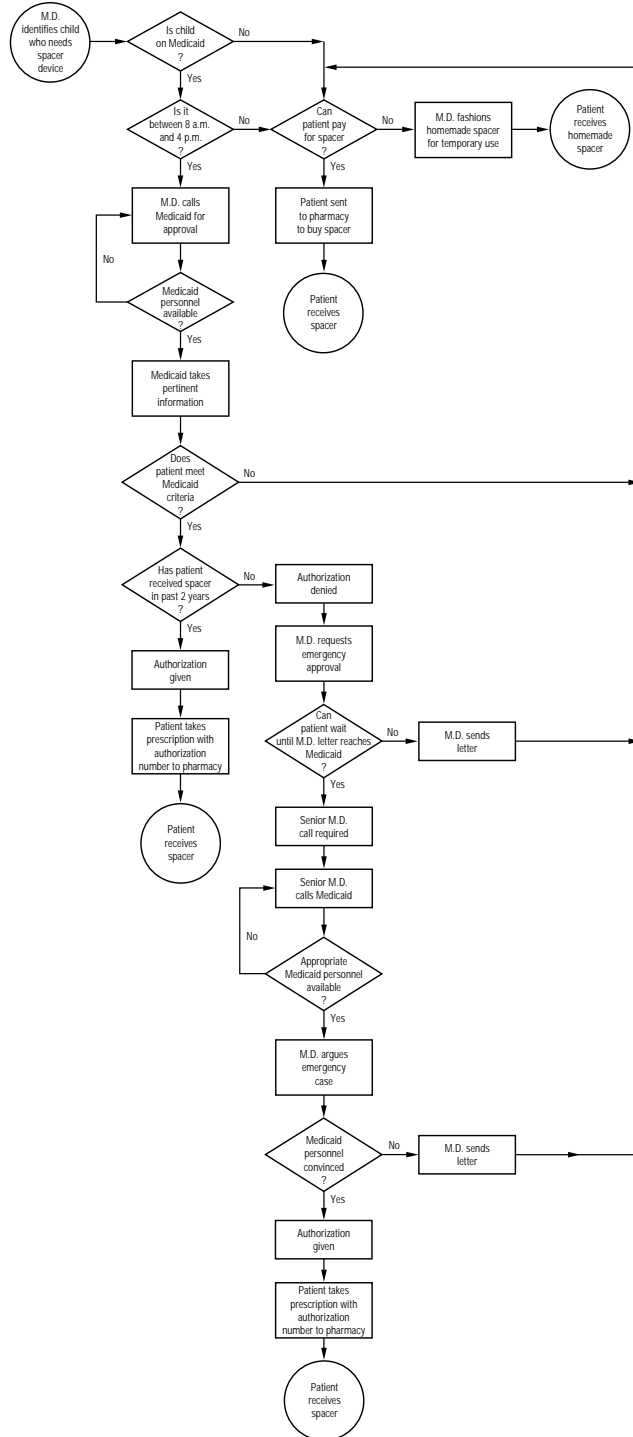 M.D.
identifies child
who needs
spacer
device
Is child
on Medicaid
?
No
Yes
Is it
between 8 a.m.
and 4 p.m.
?
No
Can
patient pay
for spacer
?
No
M.D. fashions
homemade spacer
for temporary use
Patient
receives
homemade
spacer
Yes
Yes
M.D. calls
Medicaid for
approval
Patient sent
to pharmacy
to buy spacer
No
Medicaid
personnel
available
?
Patient
receives
spacer
Yes
Medicaid takes
pertinent
information
Does
patient meet
Medicaid
criteria
?
No
Yes
Has patient
received spacer
in past 2 years
?
No
Authorization
denied
Yes
M.D. requests
emergency
approval
Authorization
given
Can
patient wait
until M.D. letter reaches
Medicaid
?
No
M.D. sends
letter
Patient takes
prescription with
authorization
number to pharmacy
Yes
Patient
receives
spacer
Senior M.D.
call required
Senior M.D.
calls Medicaid
No
Appropriate
Medicaid personnel
available
?
Yes
M.D. argues
emergency
case
Medicaid
personnel
convinced
?
No
M.D. sends
letter
Yes
Authorization
given
Patient takes
prescription with
authorization
number to pharmacy
Patient
receives
spacer